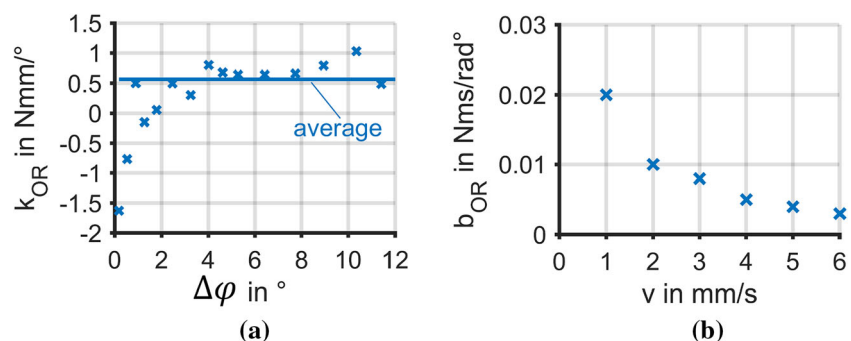 1.5
1
0.5
0
-0.5
-1
-1.5
-2
k_OR in Nmm/°
average
0 2 4 6 8 10 12
Δφ in °
(a)
0.03
0.02
0.01
0
b_OR in Nms/rad°
0 1 2 3 4 5 6
v in mm/s
(b)